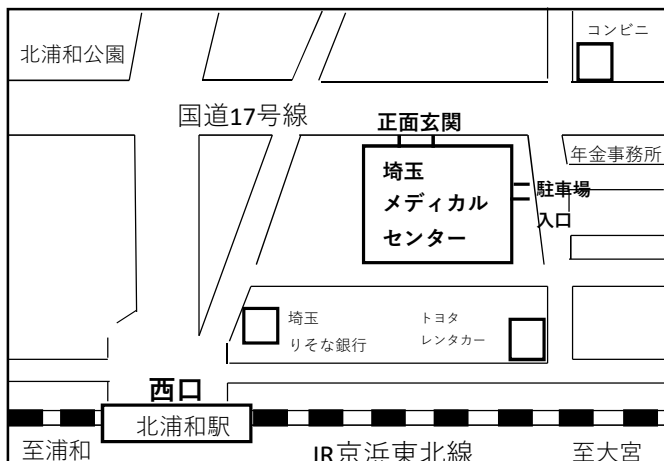 コンビニ
北浦和公園
国道17号線
正面玄関
年金事務所
埼玉
メディカル
センター
駐車場
入口
埼玉
りそな銀行
トヨタ
レンタカー
西口
北浦和駅
至浦和
JR京浜東北線
至大宮